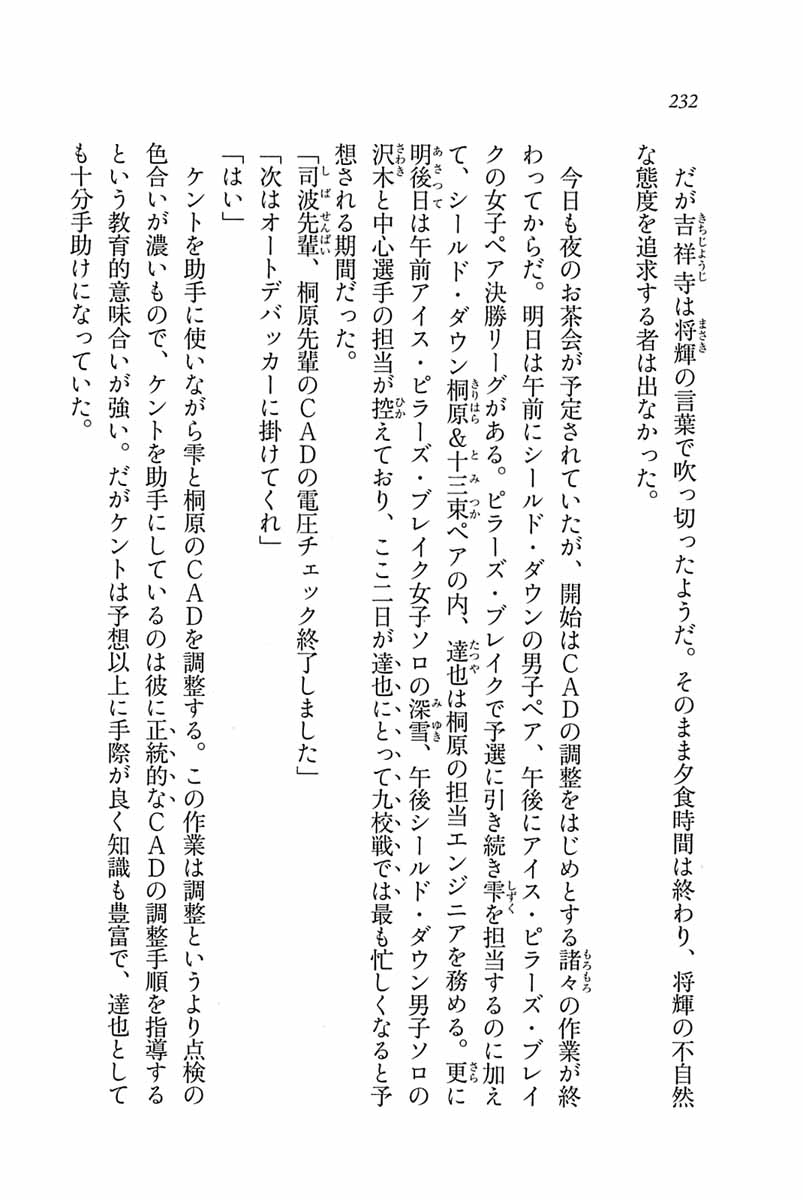 232
だが吉祥寺は将輝の言葉で吹っ切ったようだ。そのまま夕食時間は終わり、将輝の不自然
な態度を追求する者は出なかった。
今日も夜のお茶会が予定されていたが、開始はCADの調整をはじめとする諸々の作業が終
わってからだ。明日は午前にシールド・ダウンの男子ペア、午後にアイス・ピラーズ・ブレイ
クの女子ペア決勝リーグがある。ピラーズ・ブレイクで予選に引き続き雫を担当するのに加え
て、シールド・ダウン桐原&十三束ペアの内、達也は桐原の担当エンジニアを務める。更に
明後日は午前アイス・ピラーズ・ブレイク女子ソロの深雪、午後シールド・ダウン男子ソロの
沢木と中心選手の担当が控えており、ここ二日が達也にとって九校戦では最も忙しくなると予
想される期間だった。
「司波先輩、桐原先輩のCADの電圧チェック終了しました」
「次はオートデバッカーに掛けてくれ」
「はい」
ケントを助手に使いながら雫と桐原のCADを調整する。この作業は調整というより点検の
色合いが濃いもので、ケントを助手にしているのは彼に正統的なCADの調整手順を指導する
という教育的意味合いが強い。だがケントは予想以上に手際が良く知識も豊富で、達也として
も十分手助けになっていた。